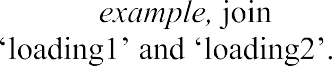 example, join
‘loading1’ and ‘loading2’.